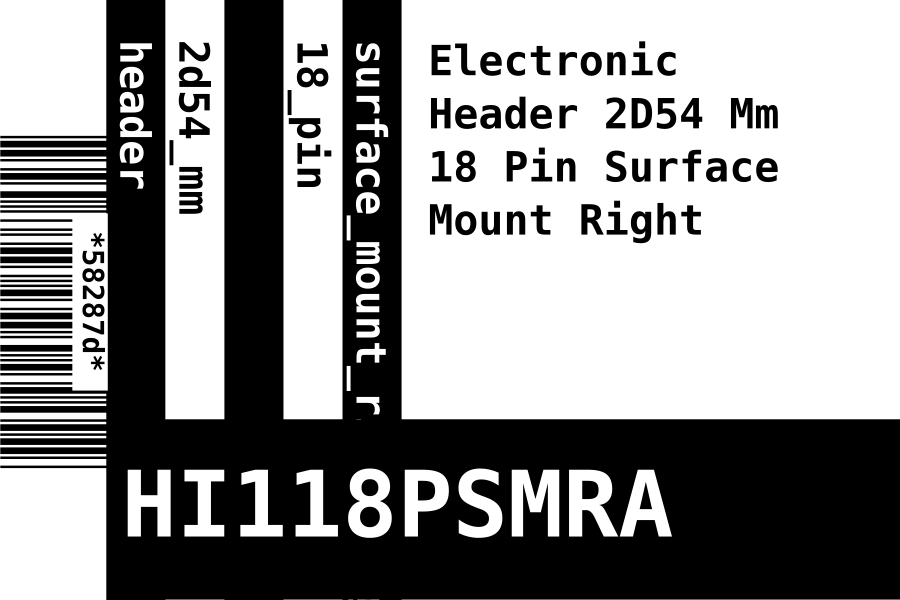 *58287d*
header
2d54_mm
18_pin
surface_mount_r
Electronic
Header 2D54 Mm
18 Pin Surface
Mount Right
HI118PSMRA